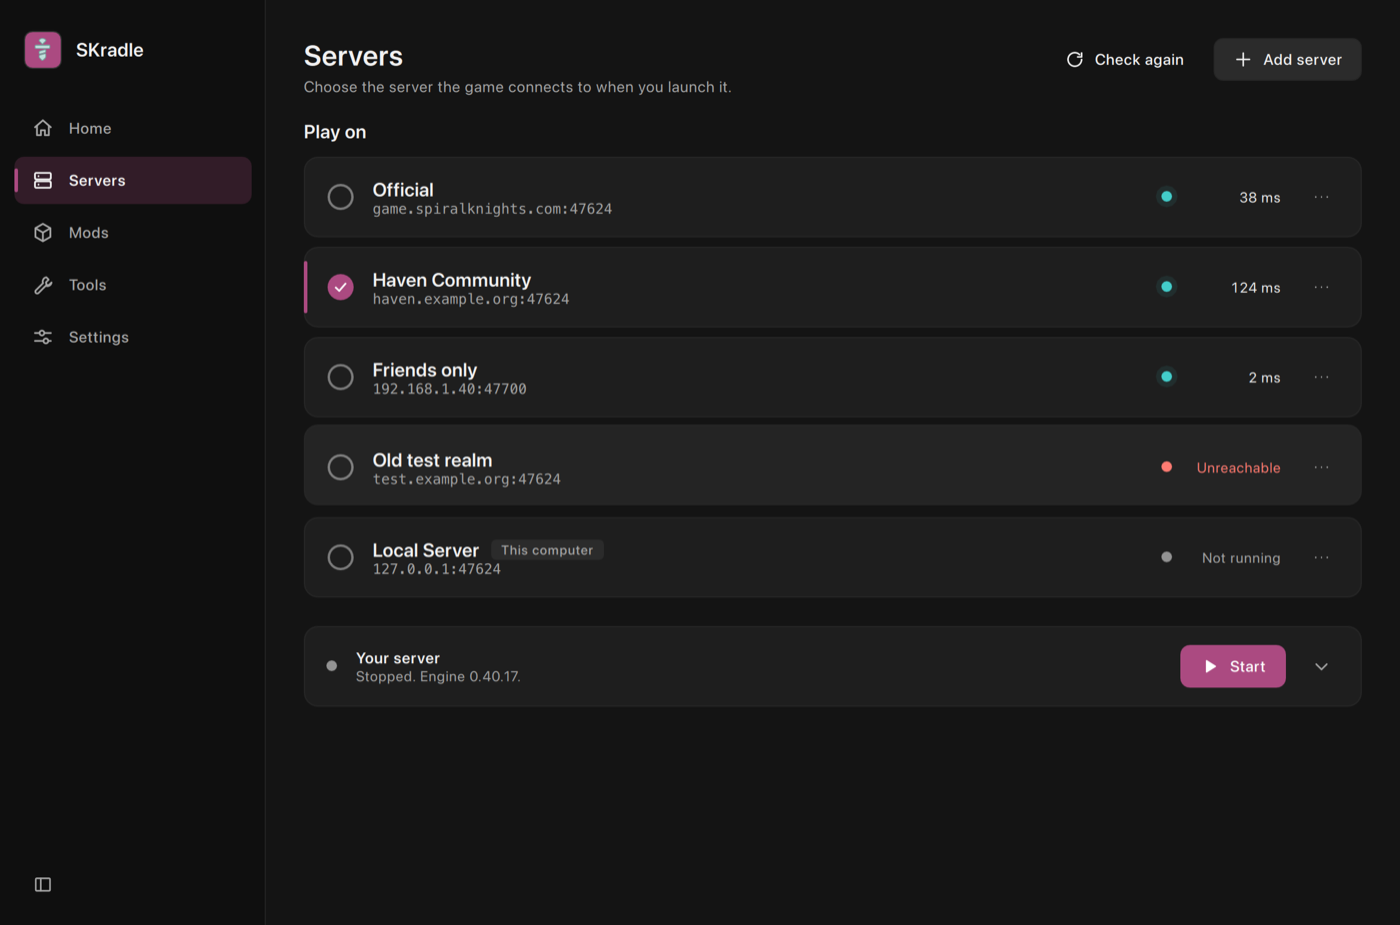 SKradle
Home
Servers
Mods
Tools
Settings
Servers
Choose the server the game connects to when you launch it.
Check again
Add server
Play on
Official
game.spiralknights.com:47624
38 ms
Haven Community
haven.example.org:47624
124 ms
Friends only
192.168.1.40:47700
2 ms
Old test realm
test.example.org:47624
Unreachable
Local Server This computer
127.0.0.1:47624
Not running
Your server
Stopped. Engine 0.40.17.
Start